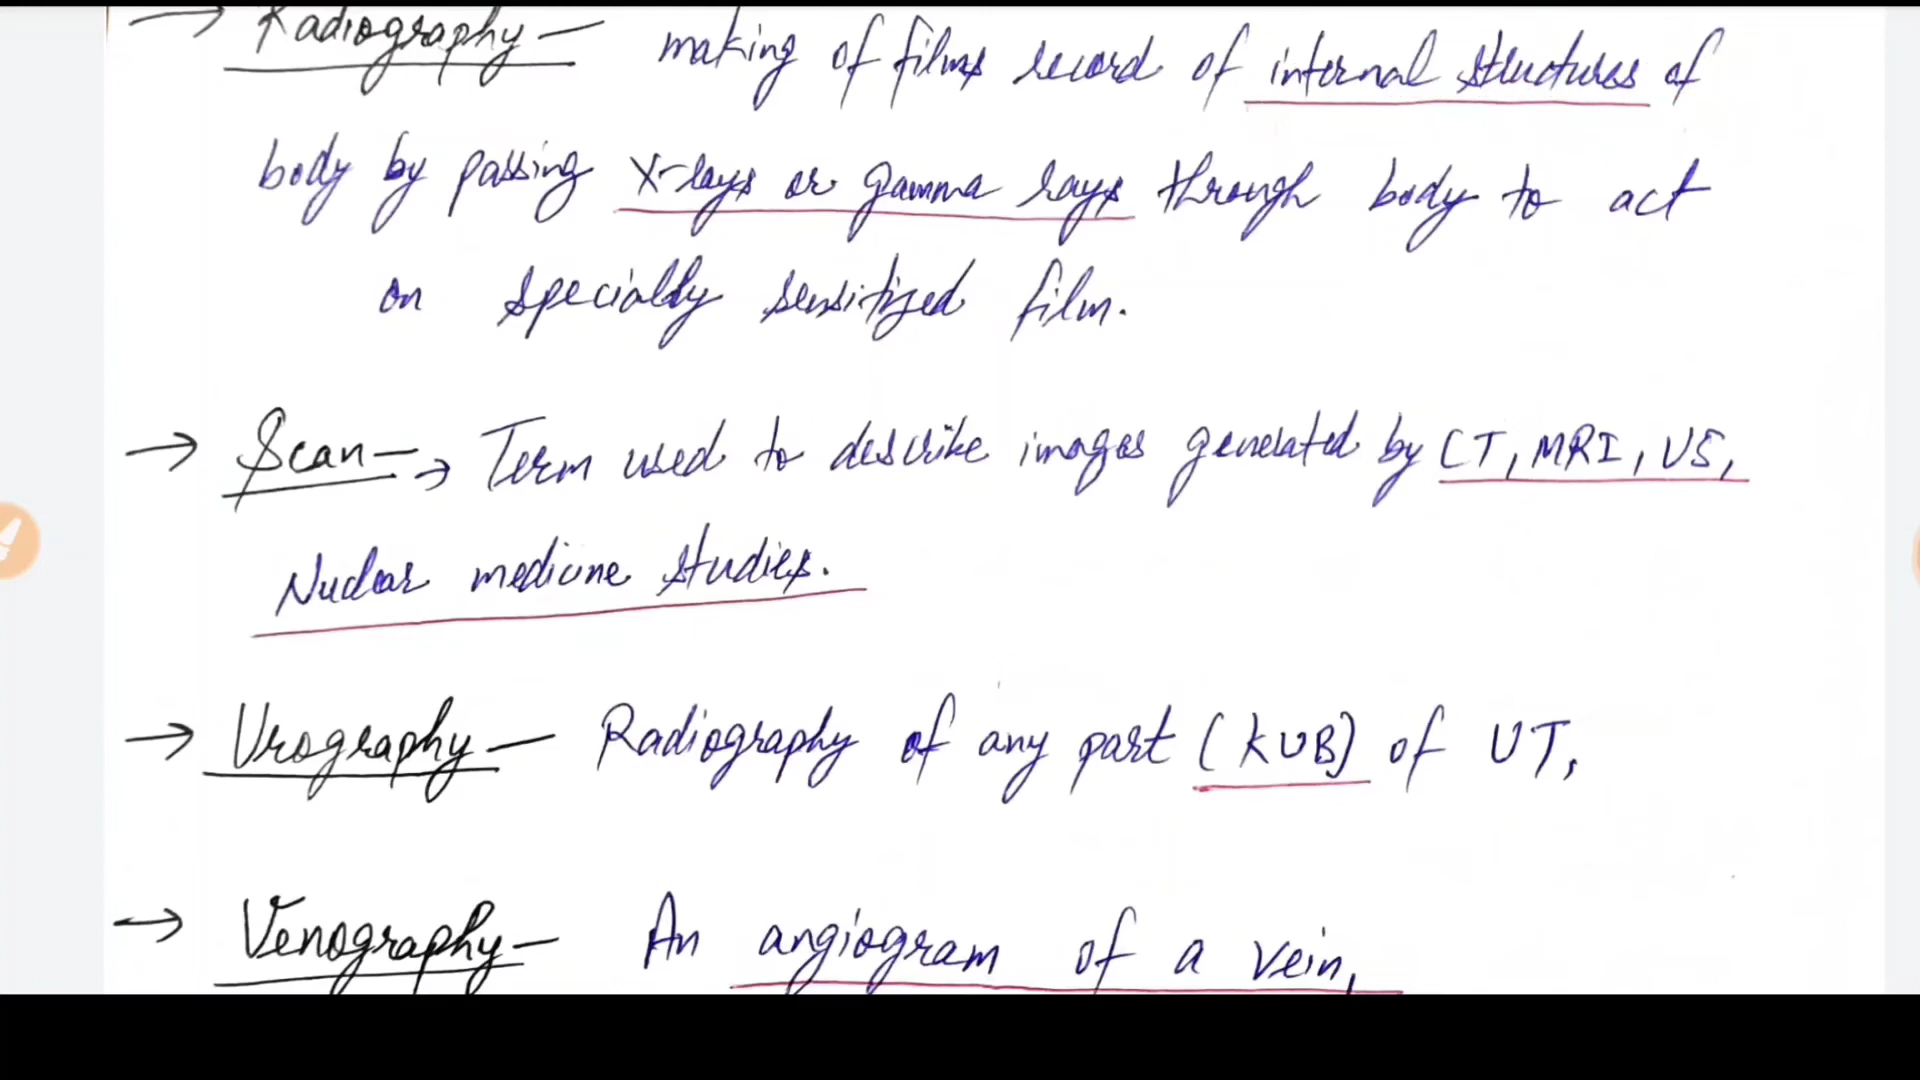 → Radiography — making of films record of internal structures of
body by passing X-rays or gamma rays through body to act
on specially sensitized film.
→ Scan → Term used to describe images generated by CT, MRI, US,
Nuclear medicine studies.
→ Urography — Radiography of any part (KUB) of UT,
→ Venography — An angiogram of a vein,